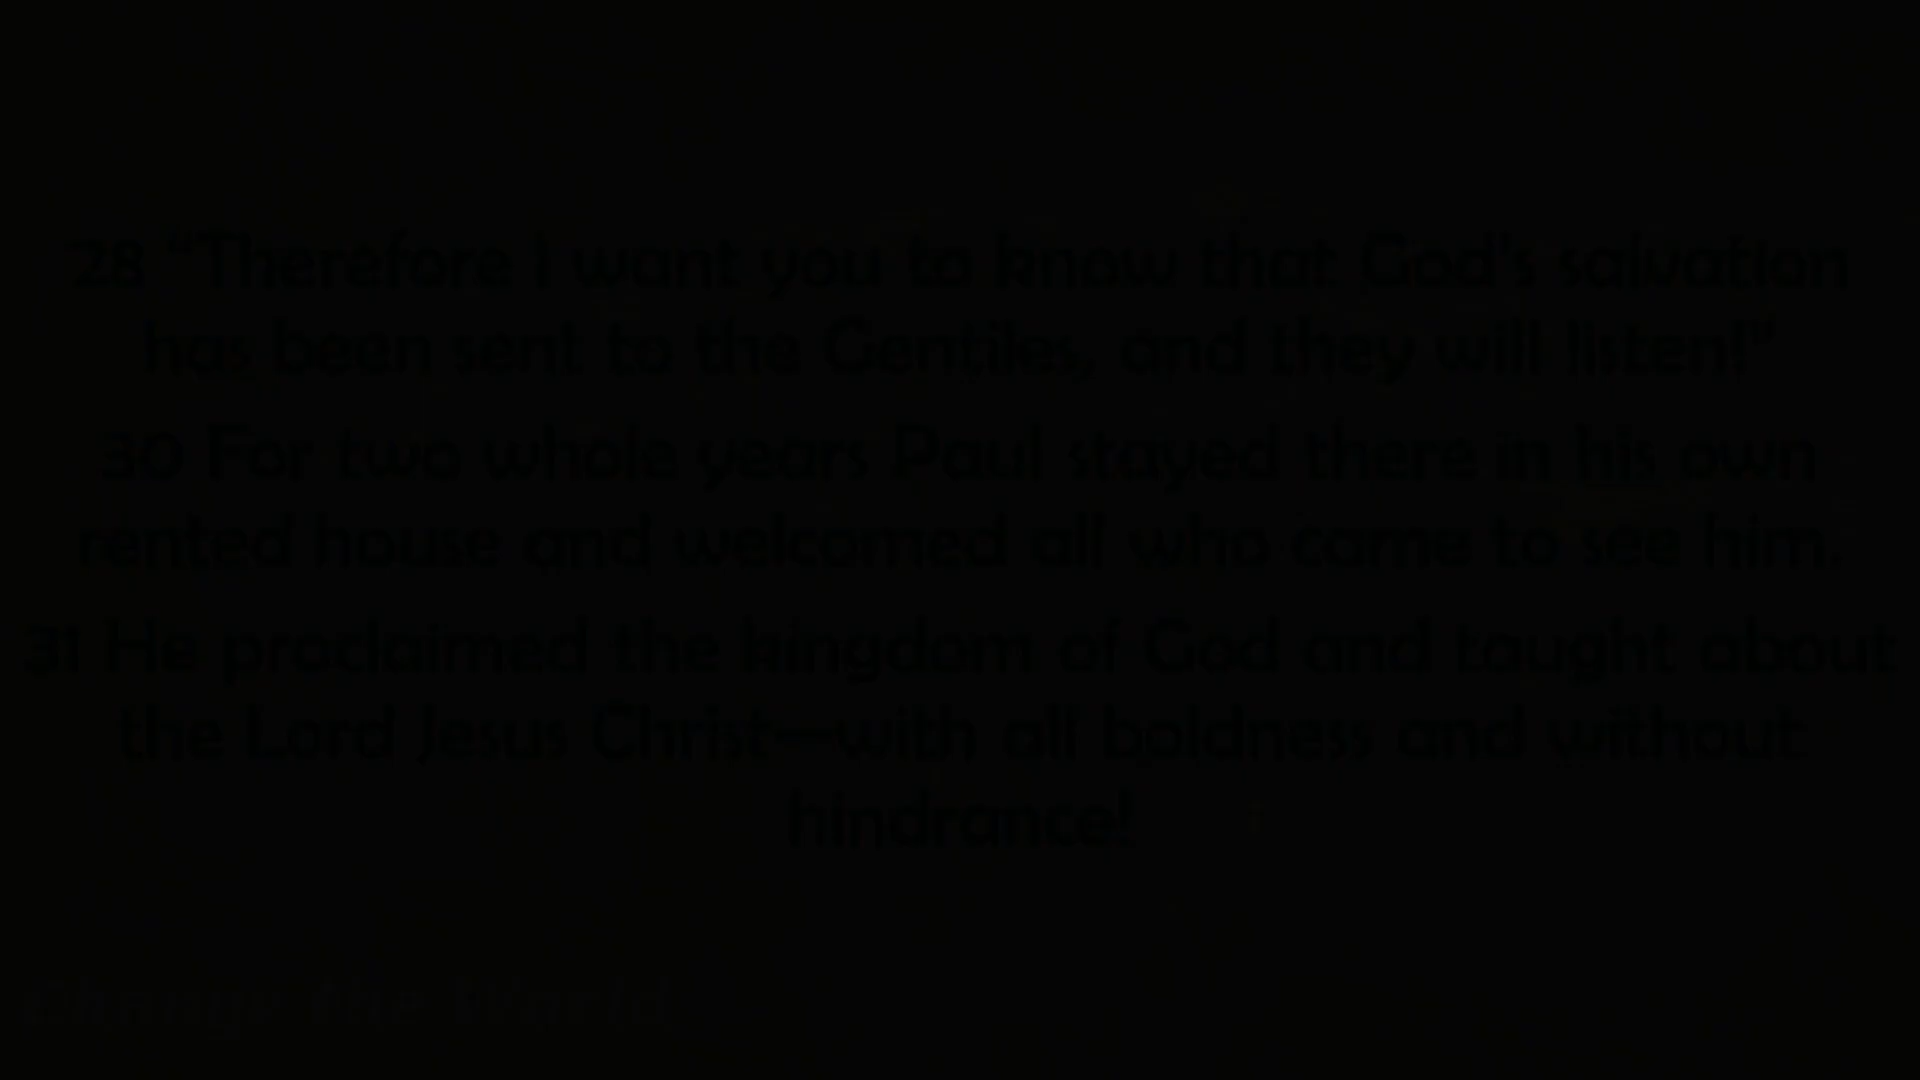 28 "Therefore I want you to know that God's salvation
has been sent to the Gentiles, and they will listen!"
30 For two whole years Paul stayed there in his own
rented house and welcomed all who came to see him.
31 He proclaimed the kingdom of God and taught about
the Lord Jesus Christ—with all boldness and without
hindrance!
the World